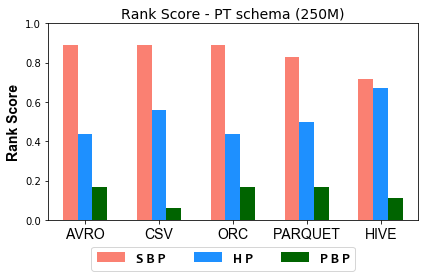 Rank Score - PT schema (250M)
Rank Score
1.0
0.8
0.6
0.4
0.2
0.0
AVRO CSV ORC PARQUET HIVE
S B P H P P B P